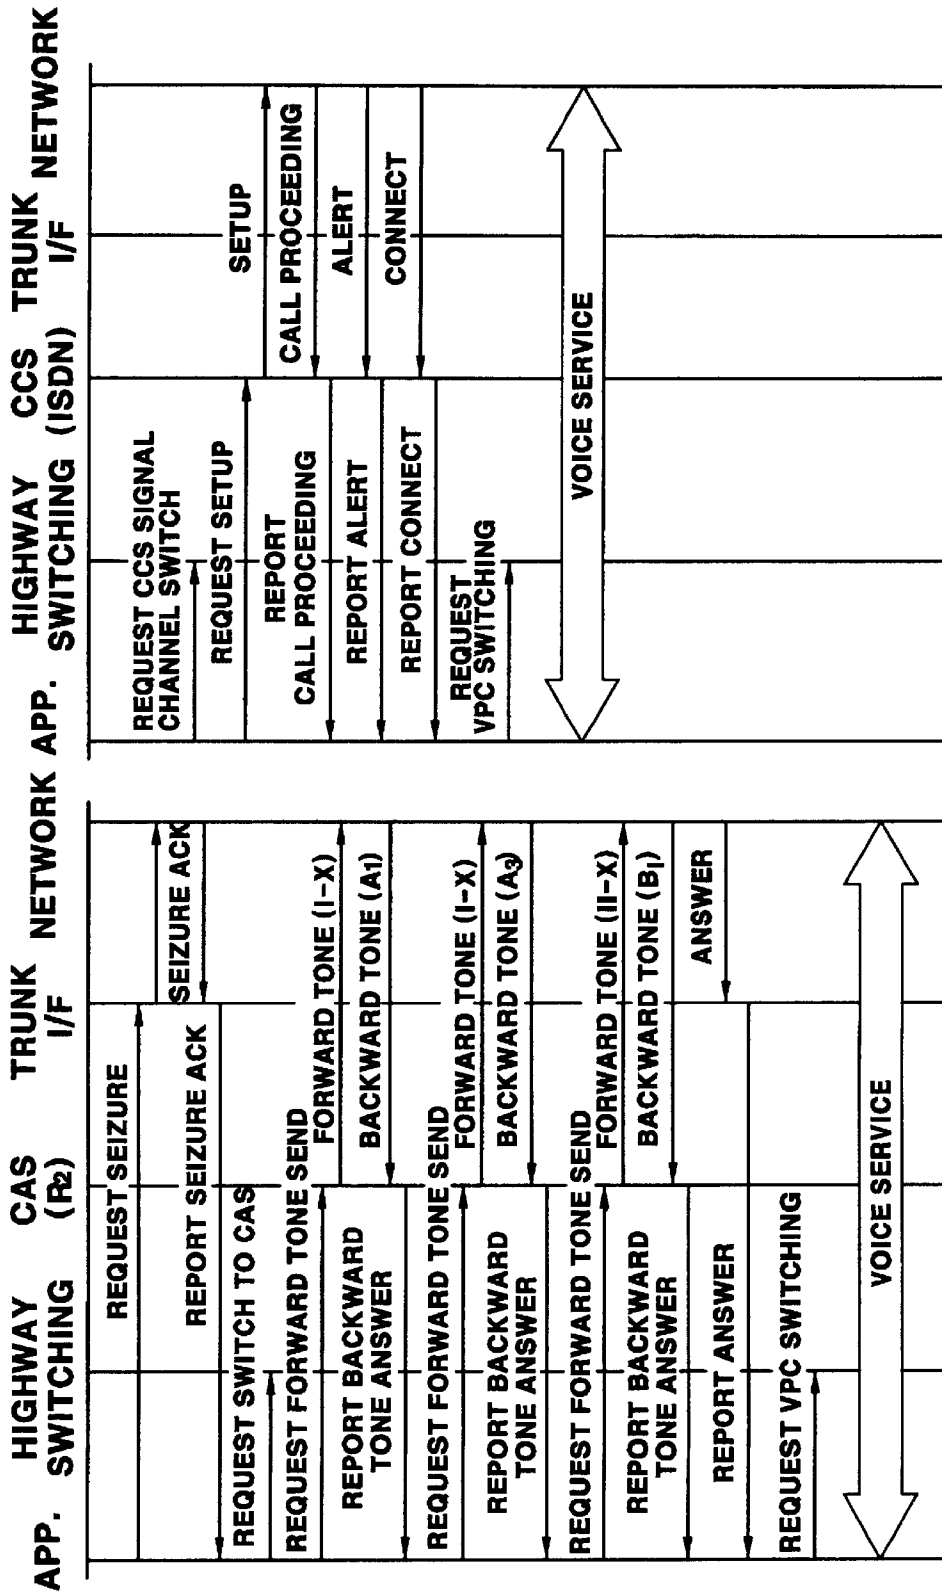 APP.
HIGHWAY
SWITCHING
CAS
(R2)
TRUNK
I/F
NETWORK
REQUEST SEIZURE
SEIZURE ACK
REPORT SEIZURE ACK
REQUEST SWITCH TO CAS
REQUEST FORWARD TONE SEND
FORWARD TONE (I-X)
BACKWARD TONE (A1)
REPORT BACKWARD
TONE ANSWER
REQUEST FORWARD TONE SEND
FORWARD TONE (I-X)
BACKWARD TONE (A3)
REPORT BACKWARD
TONE ANSWER
REQUEST FORWARD TONE SEND
FORWARD TONE (II-X)
BACKWARD TONE (BI)
REPORT BACKWARD
TONE ANSWER
ANSWER
REPORT ANSWER
REQUEST VPC SWITCHING
VOICE SERVICE
APP.
HIGHWAY
SWITCHING
CCS
(ISDN)
TRUNK
I/F
NETWORK
REQUEST CCS SIGNAL
CHANNEL SWITCH
REQUEST SETUP
SETUP
CALL PROCEEDING
REPORT
CALL PROCEEDING
ALERT
REPORT ALERT
CONNECT
REPORT CONNECT
REQUEST
VPC SWITCHING
VOICE SERVICE